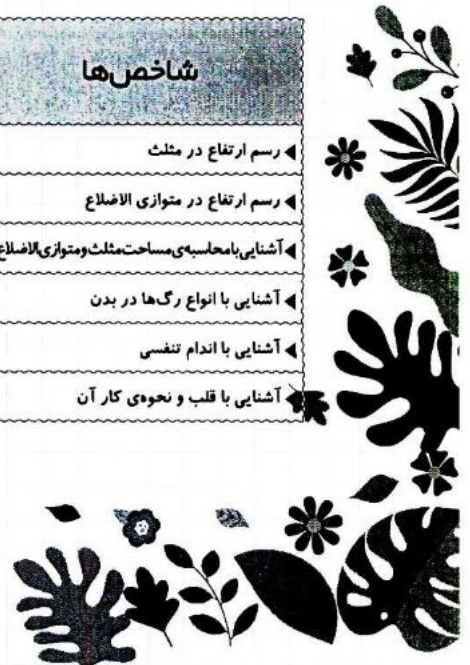 شاخص‌ها
رسم ارتفاع در مثلث
رسم ارتفاع در متوازی الاضلاع
آشنایی با محاسبه‌ی مساحت مثلث و متوازی الاضلاع
آشنایی با انواع رگ‌ها در بدن
آشنایی با اندام تنفسی
آشنایی با قلب و نحوه‌ی کار آن